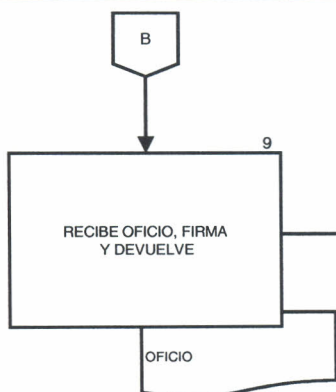 B
9
RECIBE OFICIO, FIRMA
Y DEVUELVE
OFICIO